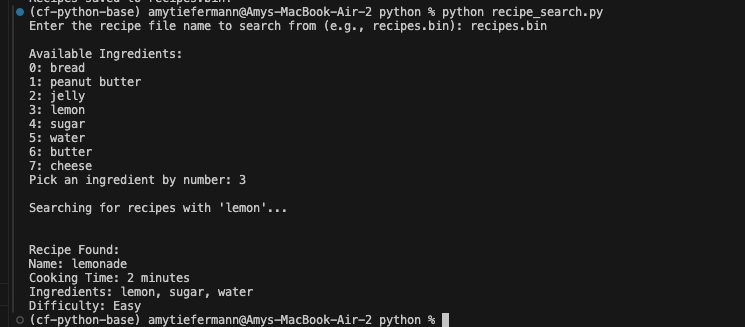 Recipes saved to recipes.bin.
(cf-python-base) amytiefermann@Amys-MacBook-Air-2 python % python recipe_search.py
Enter the recipe file name to search from (e.g., recipes.bin): recipes.bin
Available Ingredients:
0: bread
1: peanut butter
2: jelly
3: lemon
4: sugar
5: water
6: butter
7: cheese
Pick an ingredient by number: 3
Searching for recipes with 'lemon'...
Recipe Found:
Name: lemonade
Cooking Time: 2 minutes
Ingredients: lemon, sugar, water
Difficulty: Easy
(cf-python-base) amytiefermann@Amys-MacBook-Air-2 python %